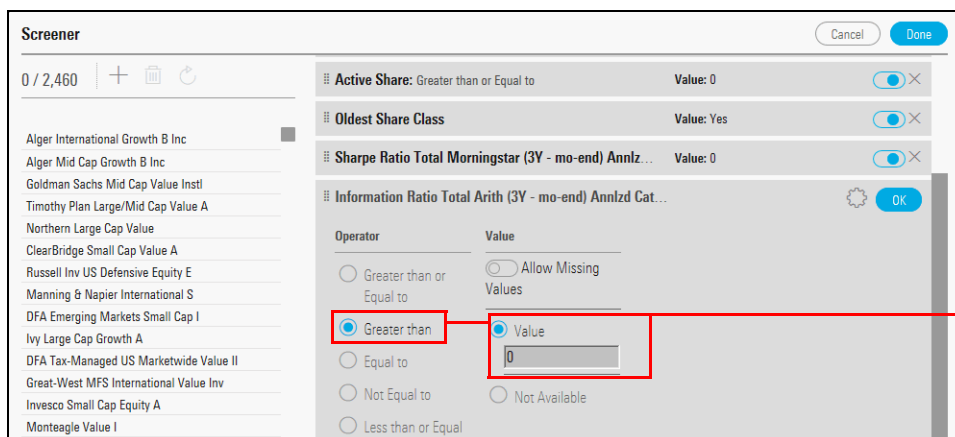 Screener
Cancel
Done
0 / 2,460
Alger International Growth B Inc
Alger Mid Cap Growth B Inc
Goldman Sachs Mid Cap Value Instl
Timothy Plan Large/Mid Cap Value A
Northern Large Cap Value
ClearBridge Small Cap Value A
Russell Inv US Defensive Equity E
Manning & Napier International S
DFA Emerging Markets Small Cap I
Ivy Large Cap Growth A
DFA Tax-Managed US Marketwide Value II
Great-West MFS International Value Inv
Invesco Small Cap Equity A
Monteagle Value I
Active Share: Greater than or Equal to
Value: 0
Oldest Share Class
Value: Yes
Sharpe Ratio Total Morningstar (3Y - mo-end) Annlz...
Value: 0
Information Ratio Total Arith (3Y - mo-end) Annlzd Cat...
OK
Operator
Greater than or
Equal to
Greater than
Equal to
Not Equal to
Less than or Equal
Value
Allow Missing
Values
Value
0
Not Available